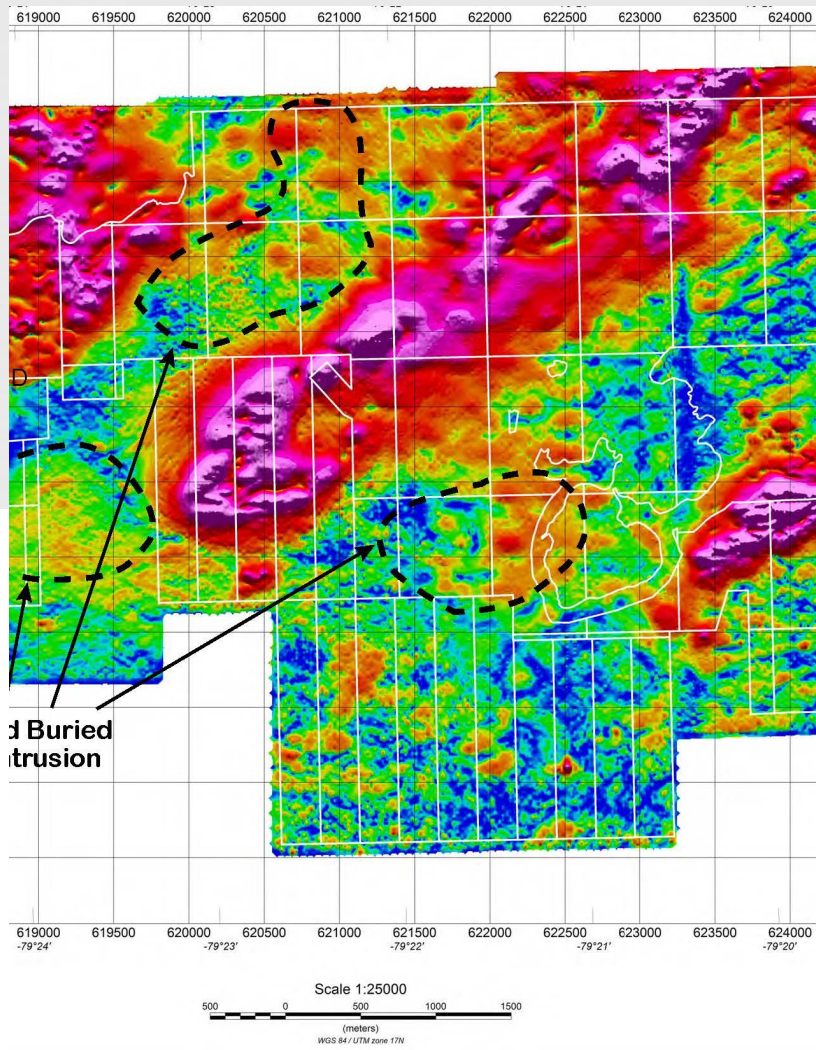 619000 619500 620000 620500 621000 621500 622000 622500 623000 623500 624000
D
d Buried
trusion
619000 619500 620000 620500 621000 621500 622000 622500 623000 623500 624000
-79°24' -79°23' -79°22' -79°21' -79°20'
Scale 1:25000
500 0 500 1000 1500
(meters)
WGS 84 / UTM zone 17N